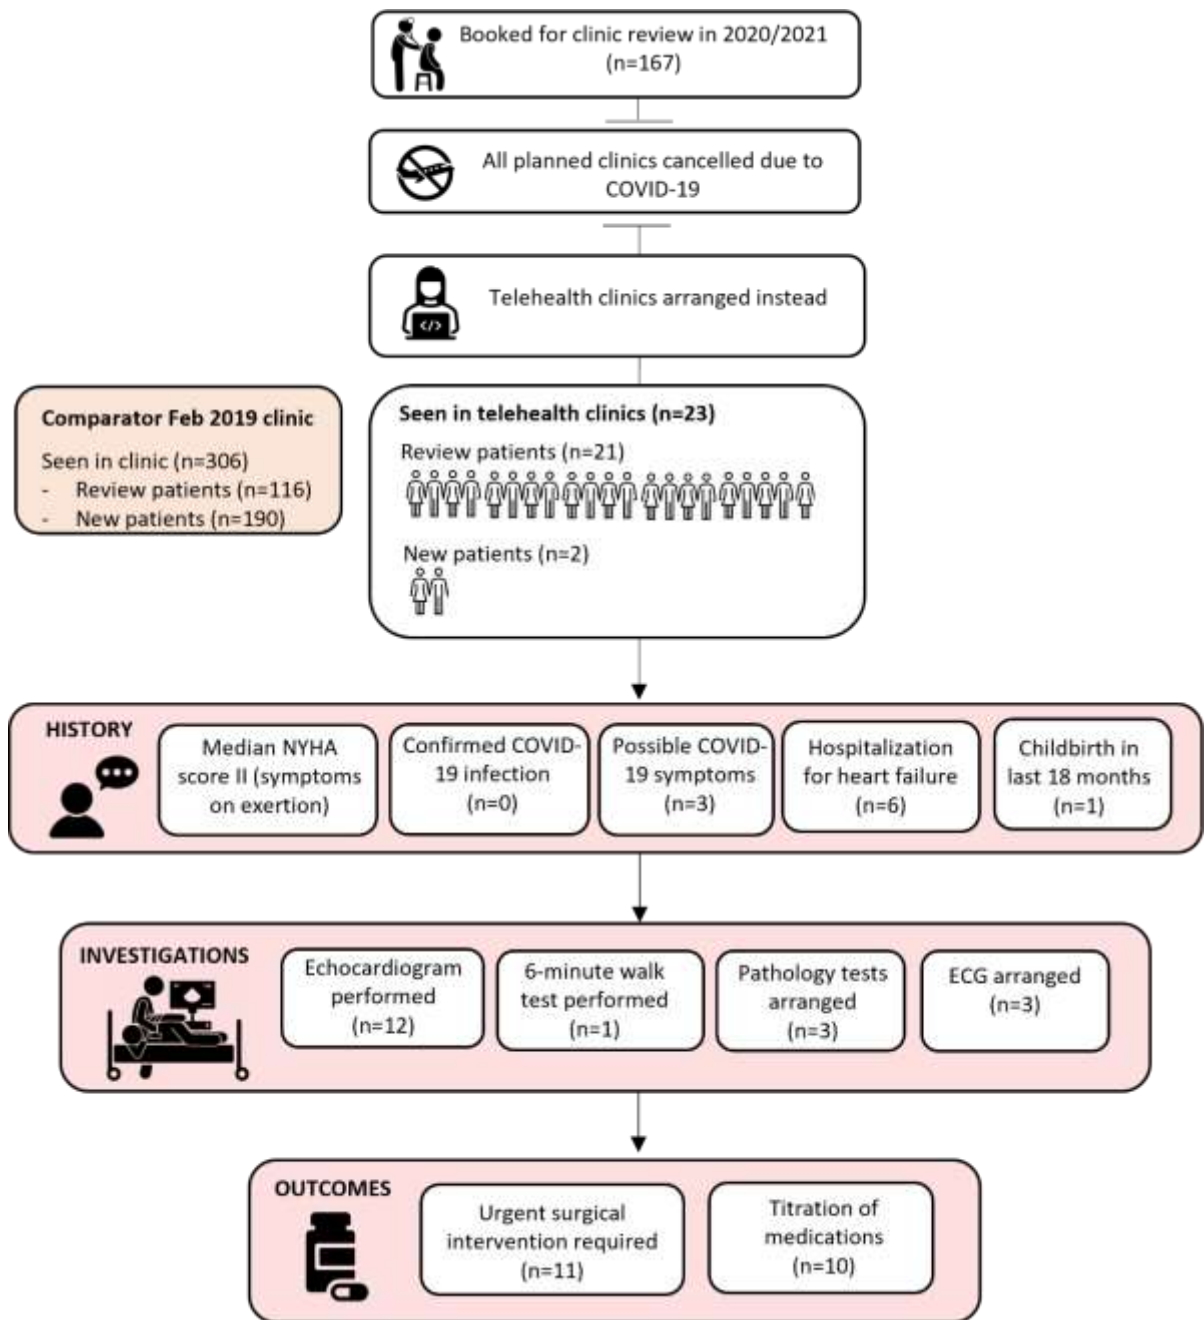 Booked for clinic review in 2020/2021
(n=167)
All planned clinics cancelled due to
COVID-19
Telehealth clinics arranged instead
Comparator Feb 2019 clinic
Seen in clinic (n=306)
- Review patients (n=116)
- New patients (n=190)
Seen in telehealth clinics (n=23)
Review patients (n=21)
New patients (n=2)
HISTORY
Median NYHA
score II (symptoms
on exertion)
Confirmed COVID-
19 infection
(n=0)
Possible COVID-
19 symptoms
(n=3)
Hospitalization
for heart failure
(n=6)
Childbirth in
last 18 months
(n=1)
INVESTIGATIONS
Echocardiogram
performed
(n=12)
6-minute walk
test performed
(n=1)
Pathology tests
arranged
(n=3)
ECG arranged
(n=3)
OUTCOMES
Urgent surgical
intervention required
(n=11)
Titration of
medications
(n=10)